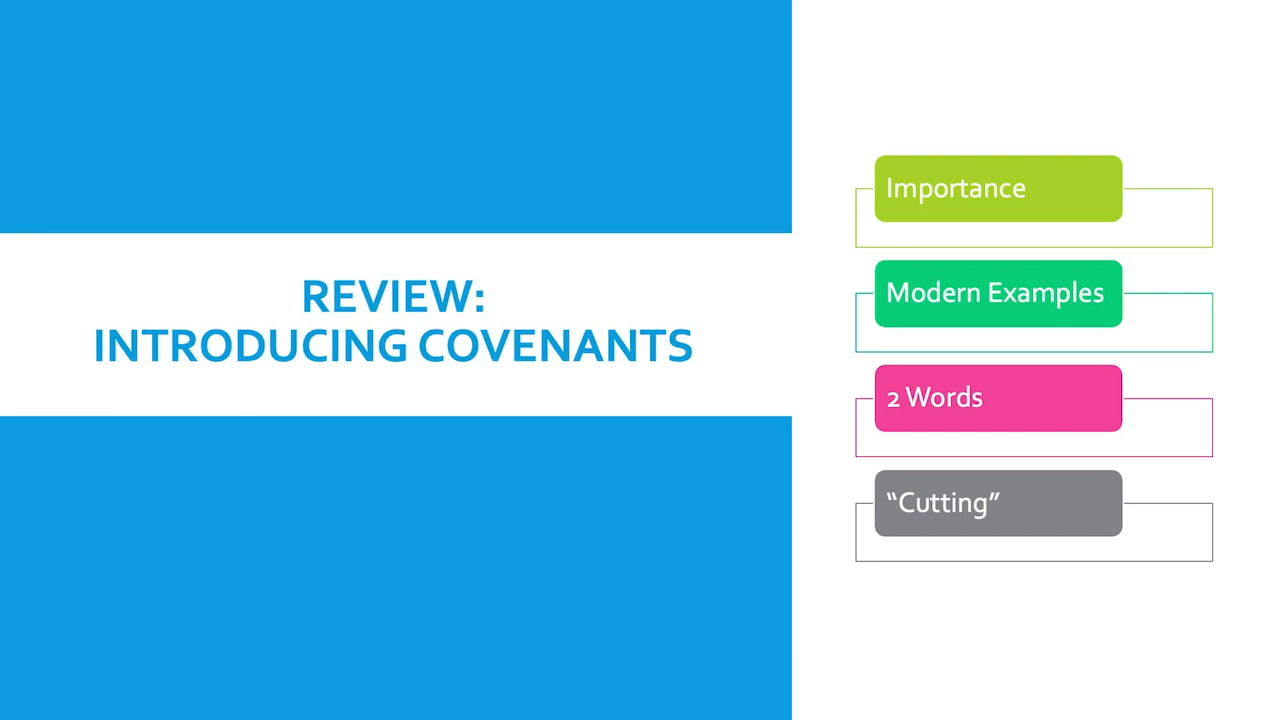 REVIEW:
INTRODUCING COVENANTS
Importance
Modern Examples
2 Words
“Cutting”